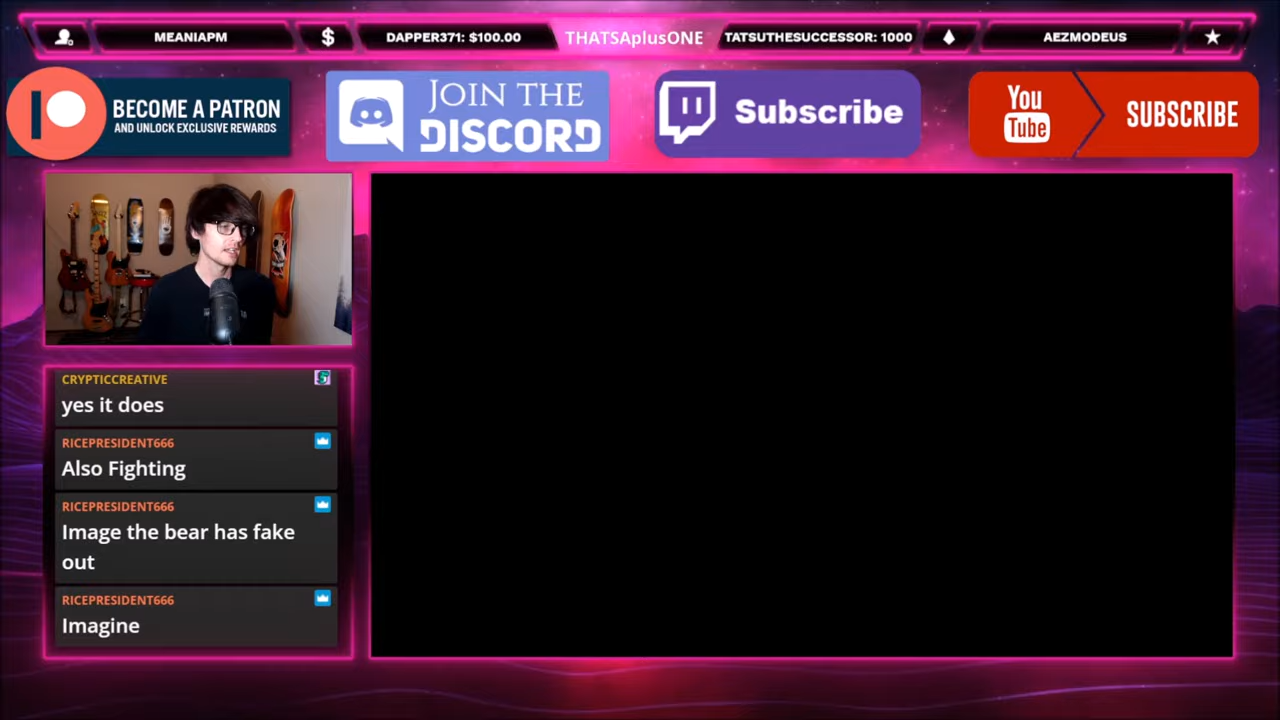 MEANIAPM
$
DAPPER371: $100.00
THATSAplusONE
TATSUTHESUCCESSOR: 1000
AEZMODEUS
BECOME A PATRON
AND UNLOCK EXCLUSIVE REWARDS
JOIN THE
DISCORD
Subscribe
You
Tube
SUBSCRIBE
CRYPTICCREATIVE
yes it does
RICEPRESIDENT666
Also Fighting
RICEPRESIDENT666
Image the bear has fake
out
RICEPRESIDENT666
Imagine